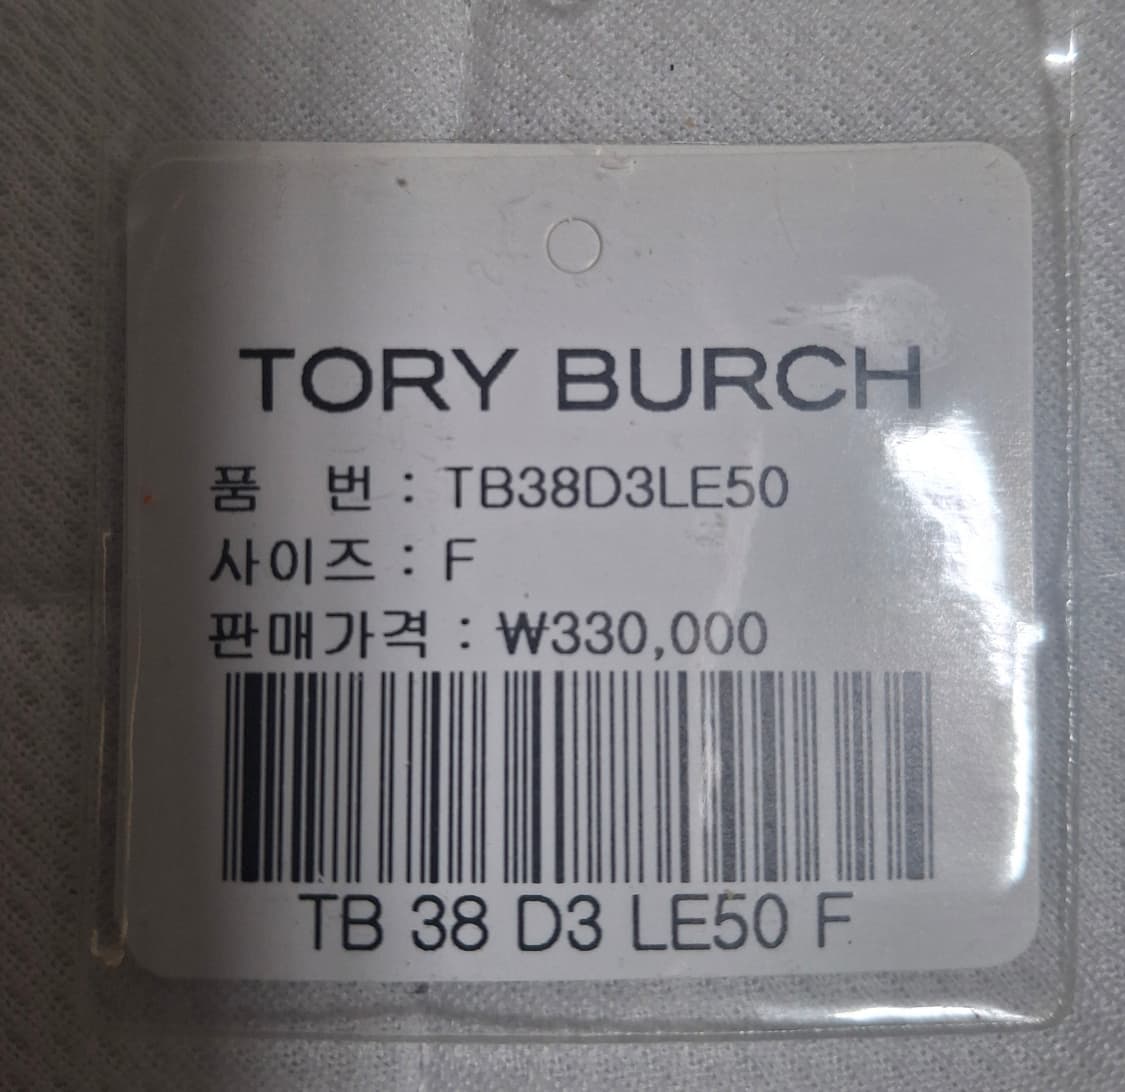 TORY BURCH
품 번 : TB38D3LE50
사이즈 : F
판매가격 : ₩330,000
TB 38 D3 LE50 F